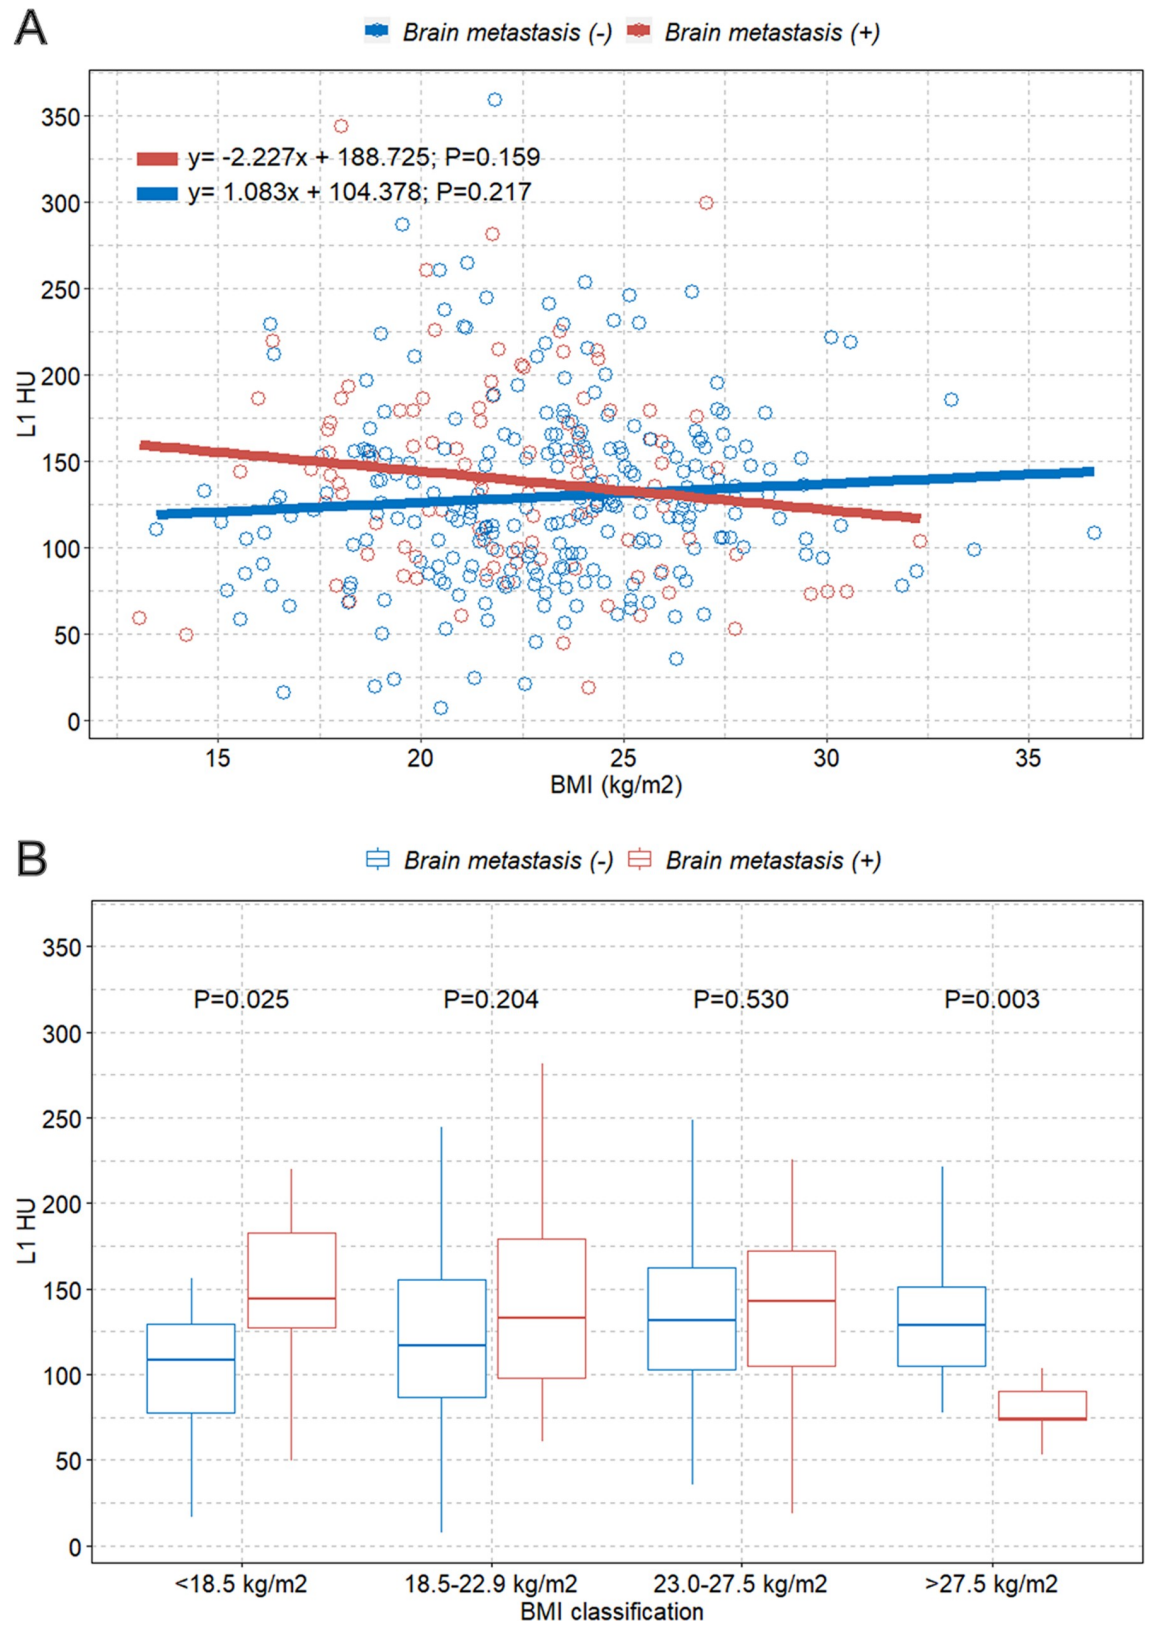 A
Brain metastasis (-) Brain metastasis (+)
350
300
250
200
150
100
50
0
L1 HU
y= -2.227x + 188.725; P=0.159
y= 1.083x + 104.378; P=0.217
15 20 25 30 35
BMI (kg/m2)
B
Brain metastasis (-) Brain metastasis (+)
350
300
250
200
150
100
50
0
L1 HU
P=0.025 P=0.204 P=0.530 P=0.003
<18.5 kg/m2 18.5-22.9 kg/m2 23.0-27.5 kg/m2 >27.5 kg/m2
BMI classification